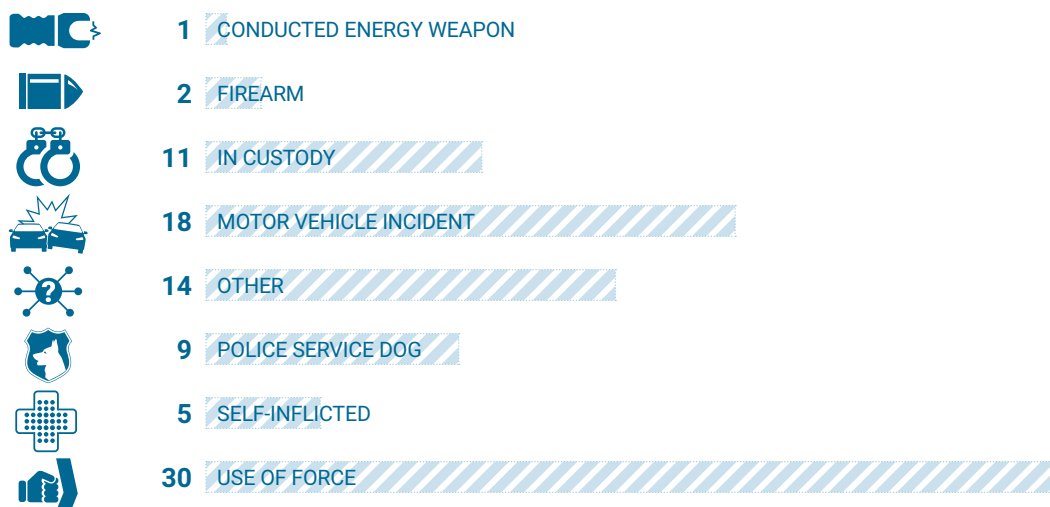 1 CONDUCTED ENERGY WEAPON
2 FIREARM
11 IN CUSTODY
18 MOTOR VEHICLE INCIDENT
?
14 OTHER
9 POLICE SERVICE DOG
5 SELF-INFLICTED
30 USE OF FORCE